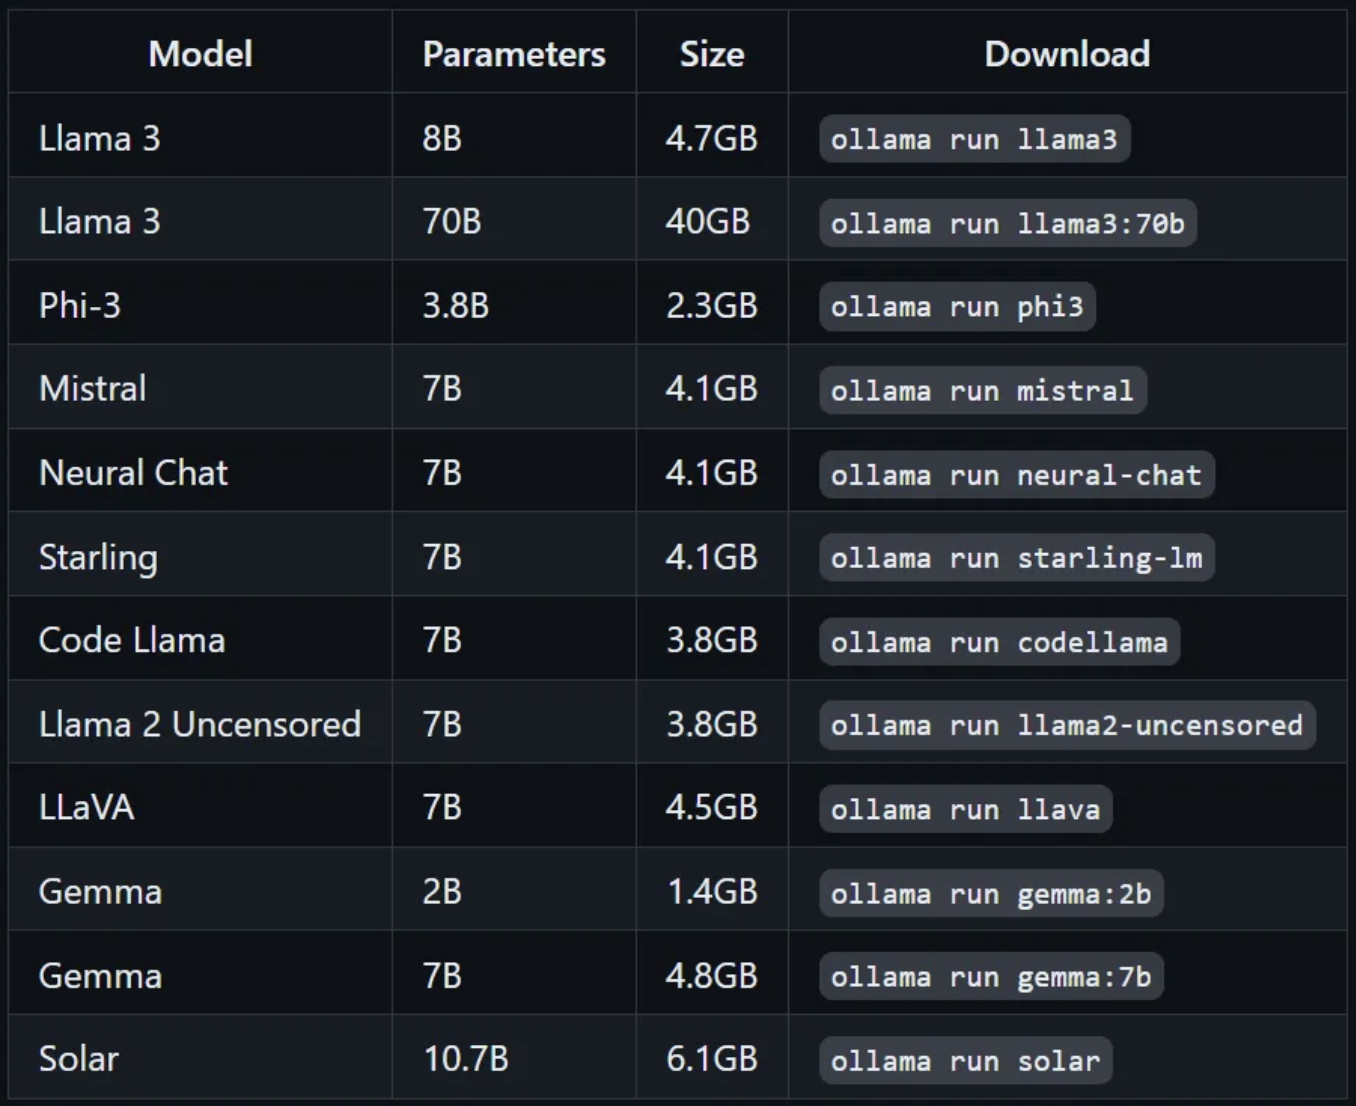 Model Parameters Size Download
Llama 3 8B 4.7GB ollama run llama3
Llama 3 70B 40GB ollama run llama3:70b
Phi-3 3.8B 2.3GB ollama run phi3
Mistral 7B 4.1GB ollama run mistral
Neural Chat 7B 4.1GB ollama run neural-chat
Starling 7B 4.1GB ollama run starling-lm
Code Llama 7B 3.8GB ollama run codellama
Llama 2 Uncensored 7B 3.8GB ollama run llama2-uncensored
LLaVA 7B 4.5GB ollama run llava
Gemma 2B 1.4GB ollama run gemma:2b
Gemma 7B 4.8GB ollama run gemma:7b
Solar 10.7B 6.1GB ollama run solar